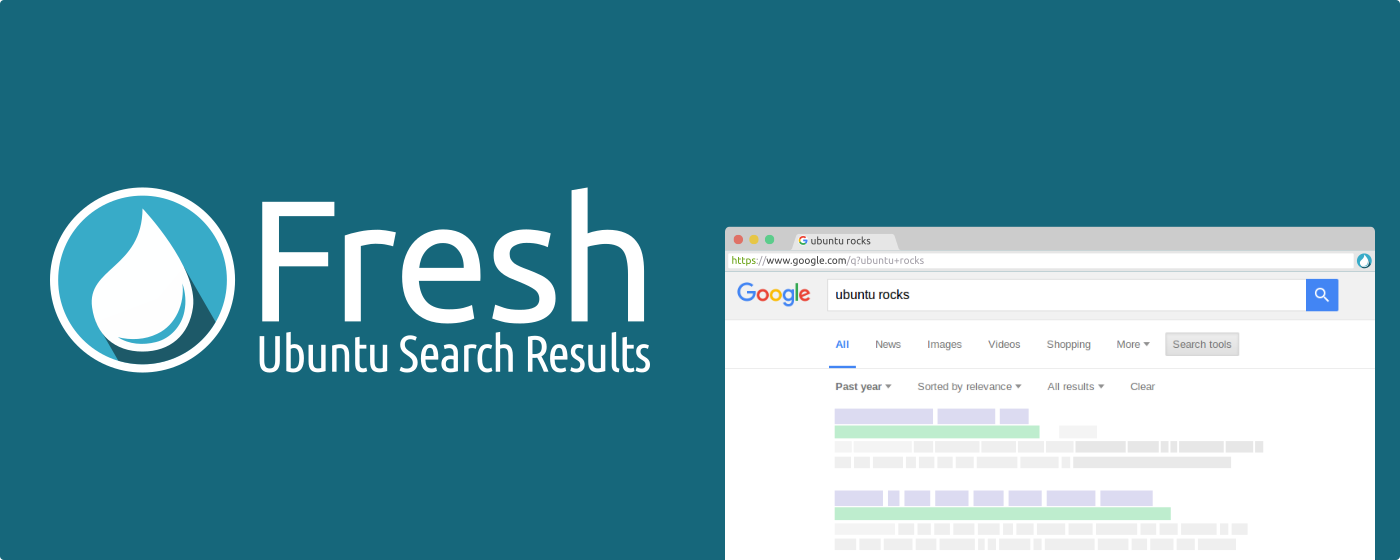 Fresh
Ubuntu Search Results
ubuntu rocks
https://www.google.com/q?ubuntu+rocks
Google
ubuntu rocks
All News Images Videos Shopping More Search tools
Past year Sorted by relevance All results Clear